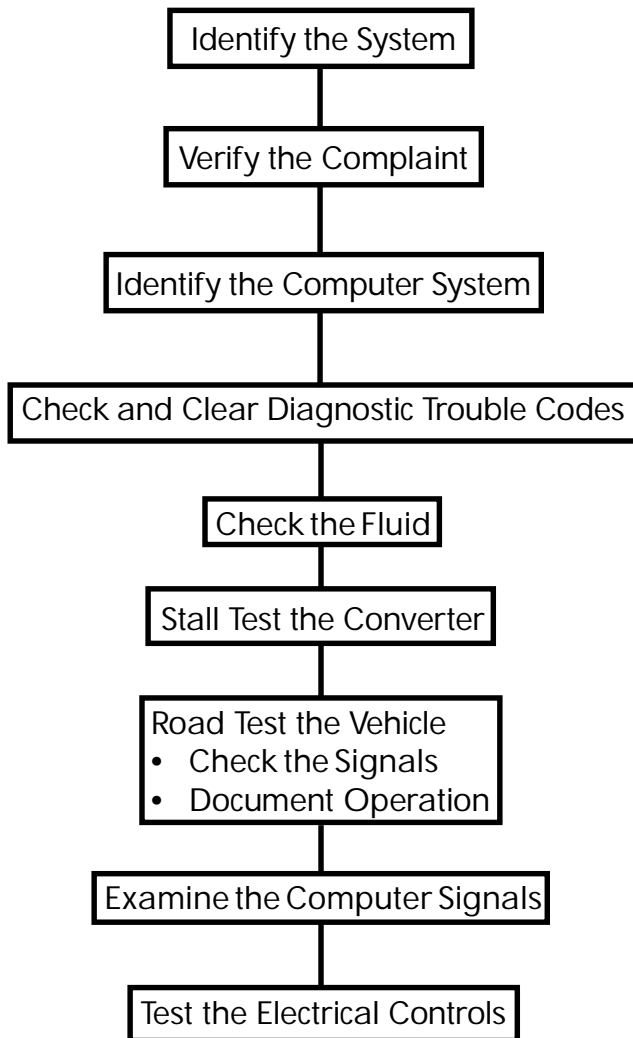 Identify the System
Verify the Complaint
Identify the Computer System
Check and Clear Diagnostic Trouble Codes
Check the Fluid
Stall Test the Converter
Road Test the Vehicle
• Check the Signals
• Document Operation
Examine the Computer Signals
Test the Electrical Controls